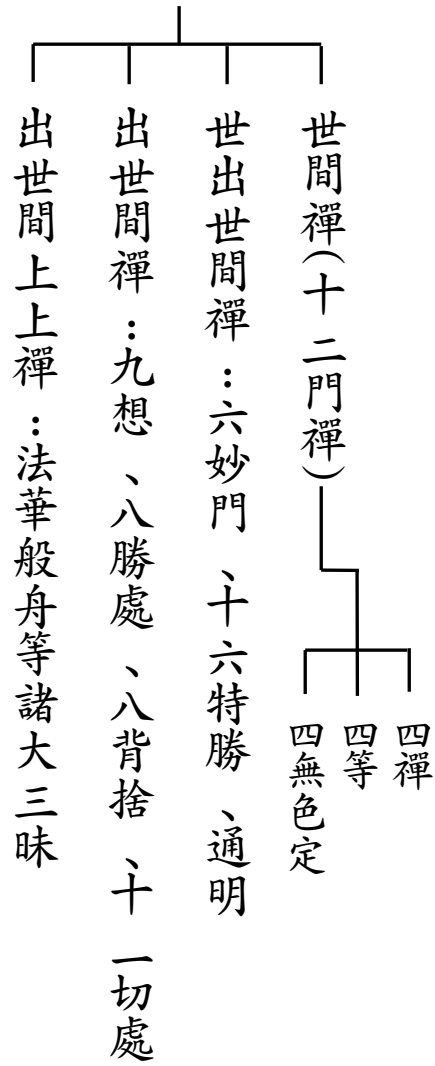 世間禪(十二門禪)
四禪
四等
四無色定
世出世間禪：六妙門、十六特勝、通明
出世間禪：九想、八勝處、八背捨、十一切處
出世間上上禪：法華般舟等諸大三昧